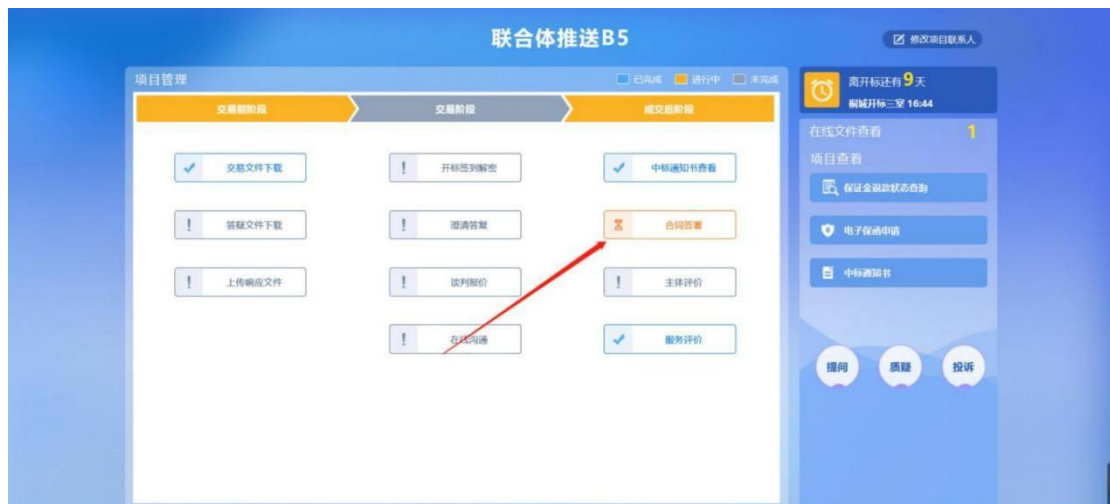 联合体推送B5
修改项目联系人
项目管理
已完成 进行中 未完成
交易前阶段 交易阶段 成交后阶段
交易文件下载 开标签到解密 中标通知书查看
答疑文件下载 澄清答复 合同签署
上传响应文件 谈判报价 主体评价
在线沟通 服务评价
离开标还有9天
桐城开标三室 16:44
在线文件查看 1
项目查看
保证金退款状态查询
电子保函申请
中标通知书
提问 质疑 投诉